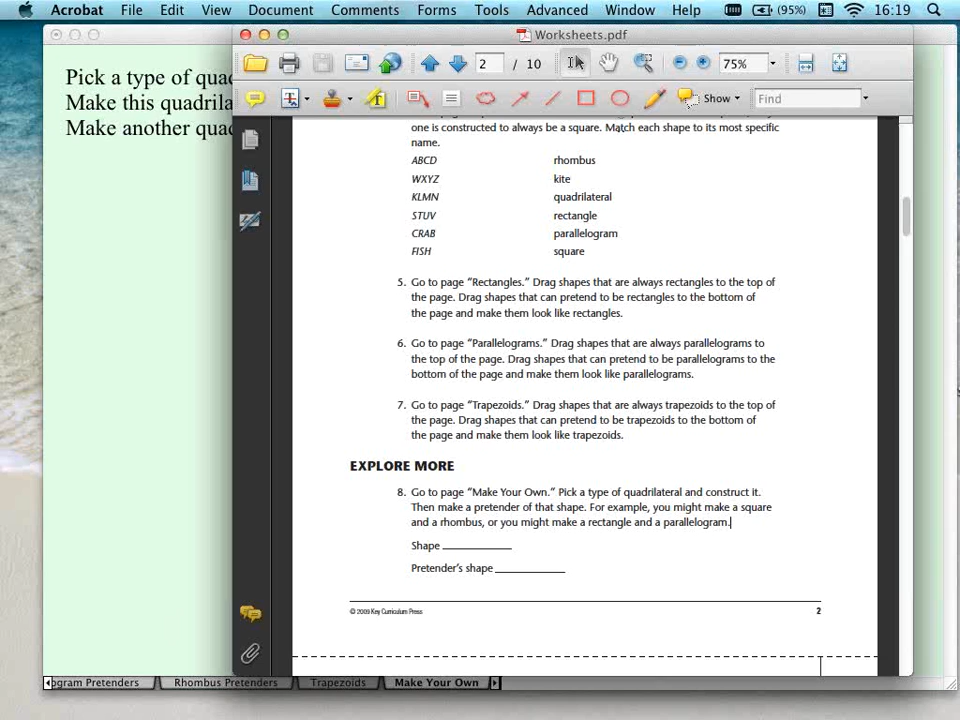 Acrobat File Edit View Document Comments Forms Tools Advanced Window Help (95%) 16:19
Worksheets.pdf
2 / 10 75%
Show Find
Pick a type of quad
Make this quadrila
Make another quad
one is constructed to always be a square. Match each shape to its most specific
name.
ABCD rhombus
WXYZ kite
KLMN quadrilateral
STUV rectangle
CRAB parallelogram
FISH square
5. Go to page “Rectangles.” Drag shapes that are always rectangles to the top of
the page. Drag shapes that can pretend to be rectangles to the bottom of
the page and make them look like rectangles.
6. Go to page “Parallelograms.” Drag shapes that are always parallelograms to
the top of the page. Drag shapes that can pretend to be parallelograms to the
bottom of the page and make them look like parallelograms.
7. Go to page “Trapezoids.” Drag shapes that are always trapezoids to the top of
the page. Drag shapes that can pretend to be trapezoids to the bottom of
the page and make them look like trapezoids.
EXPLORE MORE
8. Go to page “Make Your Own.” Pick a type of quadrilateral and construct it.
Then make a pretender of that shape. For example, you might make a square
and a rhombus, or you might make a rectangle and a parallelogram.
Shape
Pretender’s shape
© 2009 Key Curriculum Press 2
ogram Pretenders Rhombus Pretenders Trapezoids Make Your Own